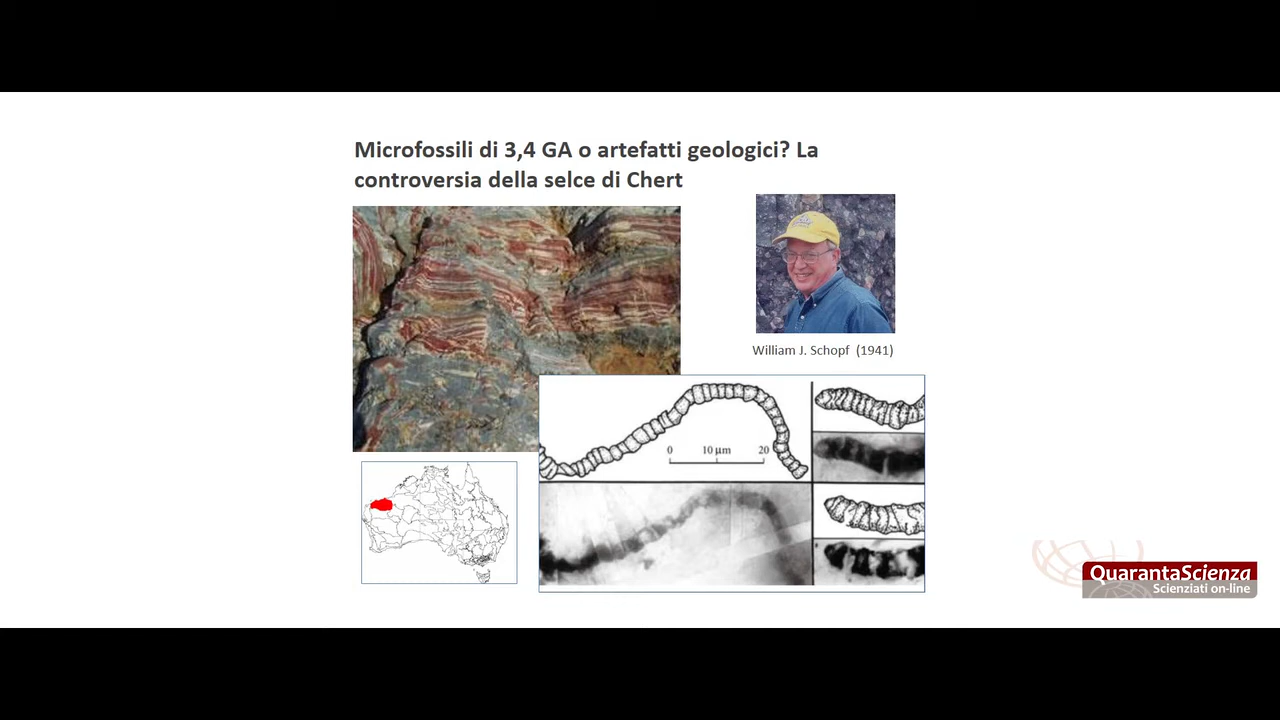 Microfossili di 3,4 GA o artefatti geologici? La
controversia della selce di Chert
William J. Schopf  (1941)
0 10 µm 20
QuarantaScienza
Scienziati on-line